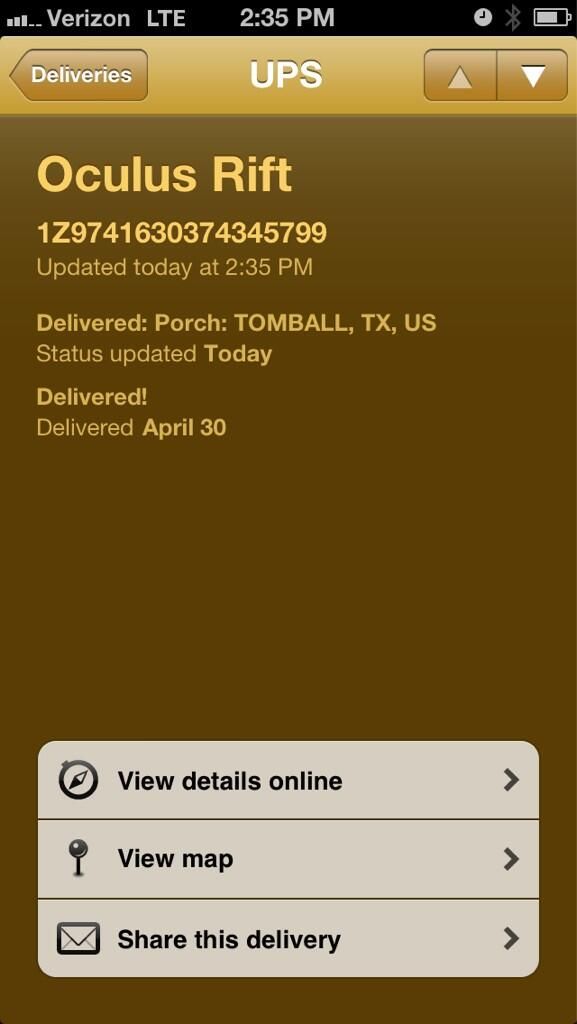 Verizon LTE 2:35 PM
Deliveries UPS
Oculus Rift
1Z9741630374345799
Updated today at 2:35 PM
Delivered: Porch: TOMBALL, TX, US
Status updated Today
Delivered!
Delivered April 30
View details online
View map
Share this delivery